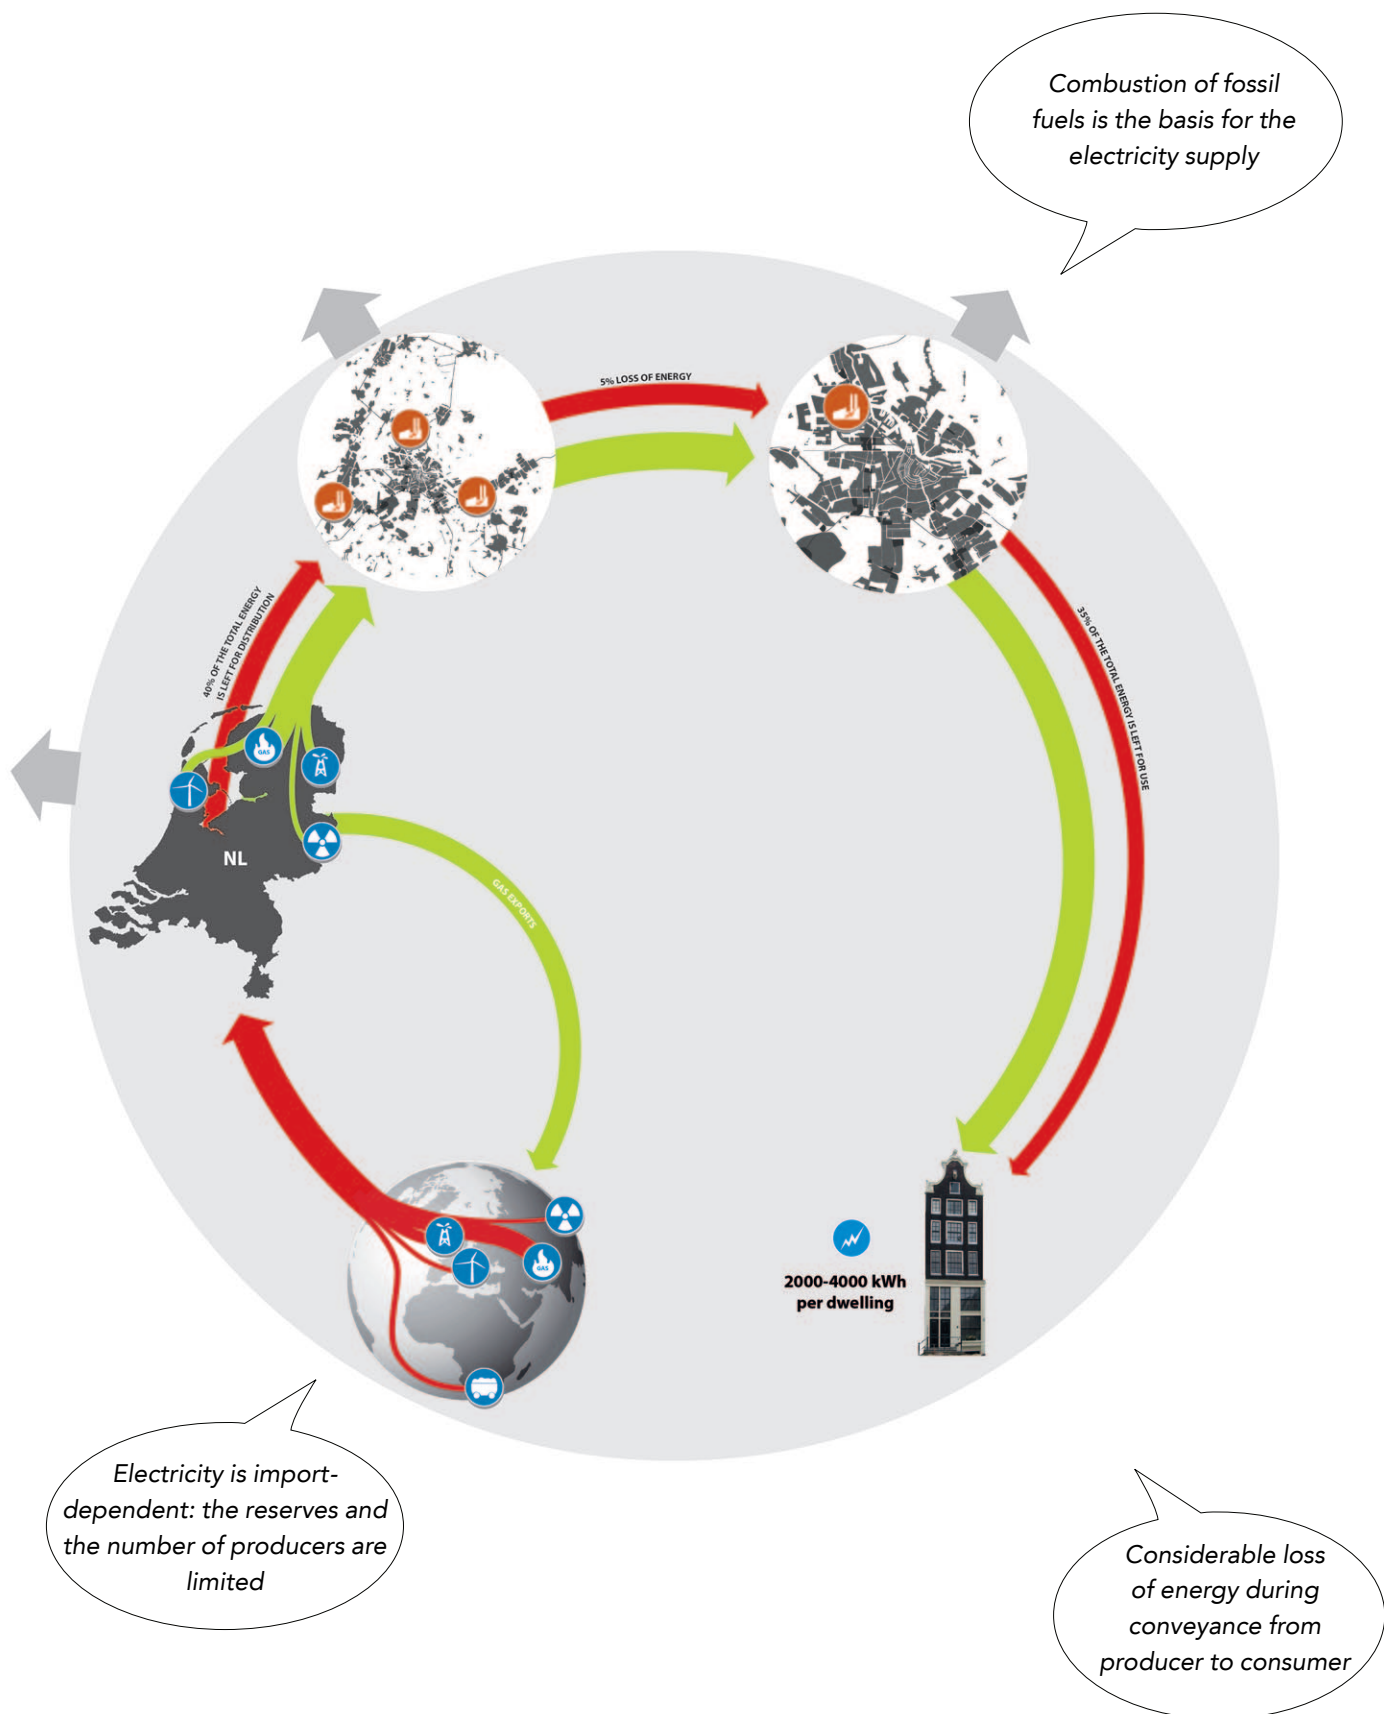 Combustion of fossil
fuels is the basis for the
electricity supply
5% LOSS OF ENERGY
40% OF THE TOTAL ENERGY
IS LEFT FOR DISTRIBUTION
35% OF THE TOTAL ENERGY IS LEFT FOR USE
GAS
NL
GAS EXPORTS
GAS
2000-4000 kWh
per dwelling
Electricity is import-
dependent: the reserves and
the number of producers are
limited
Considerable loss
of energy during
conveyance from
producer to consumer